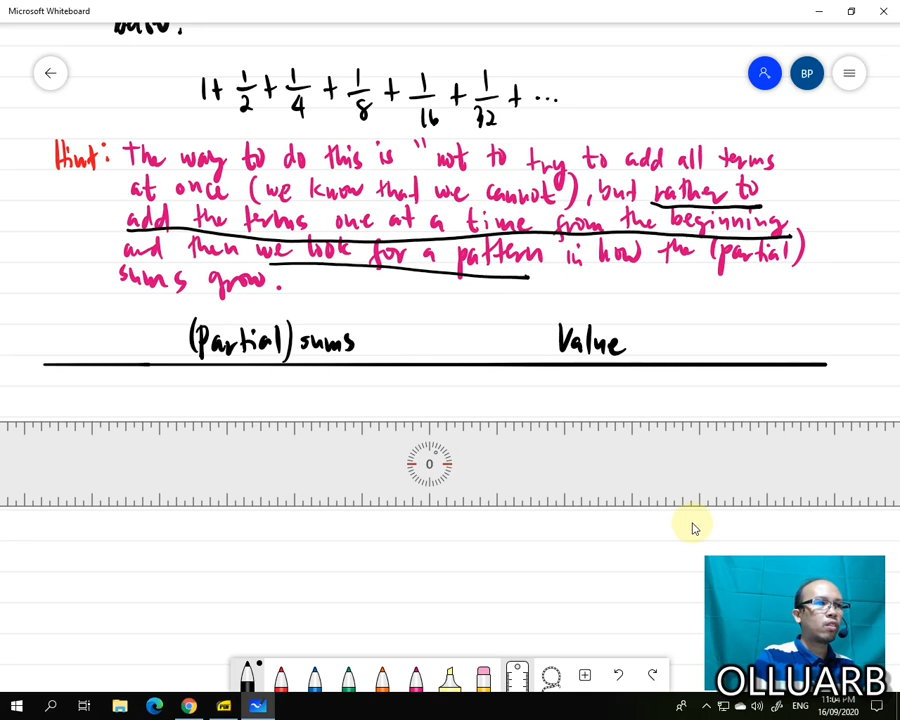 Microsoft Whiteboard
BP
1 + 1/2 + 1/4 + 1/8 + 1/16 + 1/32 + ...
Hint: The way to do this is "not to try to add all terms
at once (we know that we cannot), but rather to
add the terms one at a time from the beginning
and then we look for a pattern in how the (partial)
sums grow.
(Partial) sums Value
0
OLLUARB
ENG
11:04 PM
16/09/2020